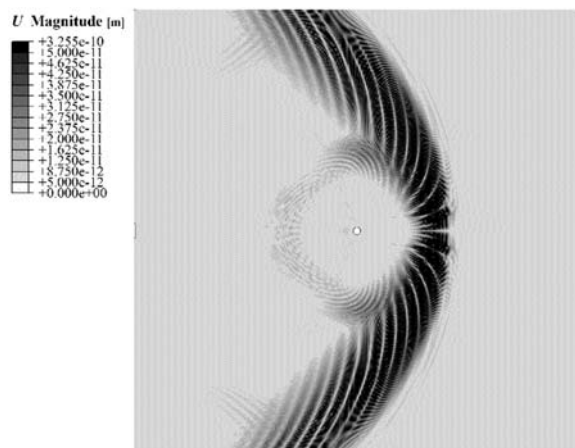 U Magnitude [m]
+3.255e-10
+5.000e-11
+4.625e-11
+4.250e-11
+3.875e-11
+3.500e-11
+3.125e-11
+2.750e-11
+2.375e-11
+2.000e-11
+1.625e-11
+1.250e-11
+8.750e-12
+5.000e-12
+0.000e+00